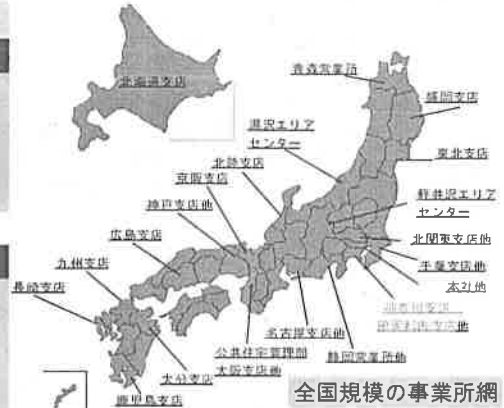 北海道支店
青森営業所
盛岡支店
湯沢エリア
センター
東北支店
北陸支店
京阪支店
軽井沢エリア
センター
神戸支店他
広島支店
北関東支店他
九州支店
千葉支店他
長崎支店
本社他
名古屋支店他
静岡営業所他
公共住宅管理部
大阪支店他
大分支店
鹿児島支店
全国規模の事業所網